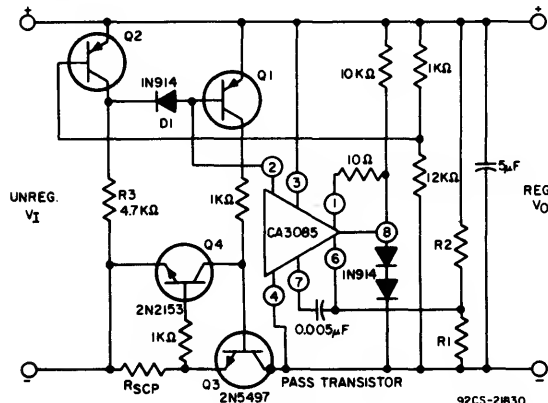 +
+
Q2
1N914
D1
Q1
10KΩ
1KΩ
10Ω
12KΩ
5μF
UNREG.
VI
REG
VO
R3
4.7KΩ
1KΩ
2
3
1
CA3085
8
6
7
4
1N914
R2
Q4
2N2153
1KΩ
0.005μF
R1
RSCP
Q3
2N5497
PASS TRANSISTOR
-
-
92CS-21830